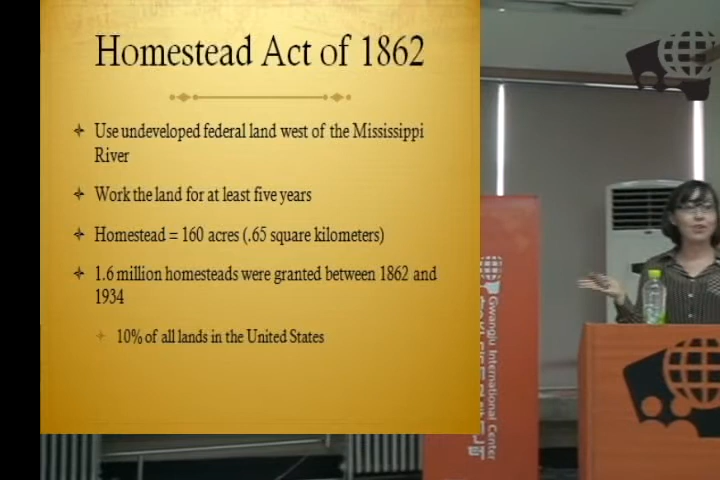 Homestead Act of 1862
Use undeveloped federal land west of the Mississippi
River
Work the land for at least five years
Homestead = 160 acres (.65 square kilometers)
1.6 million homesteads were granted between 1862 and
1934
10% of all lands in the United States
Gwangju International Center